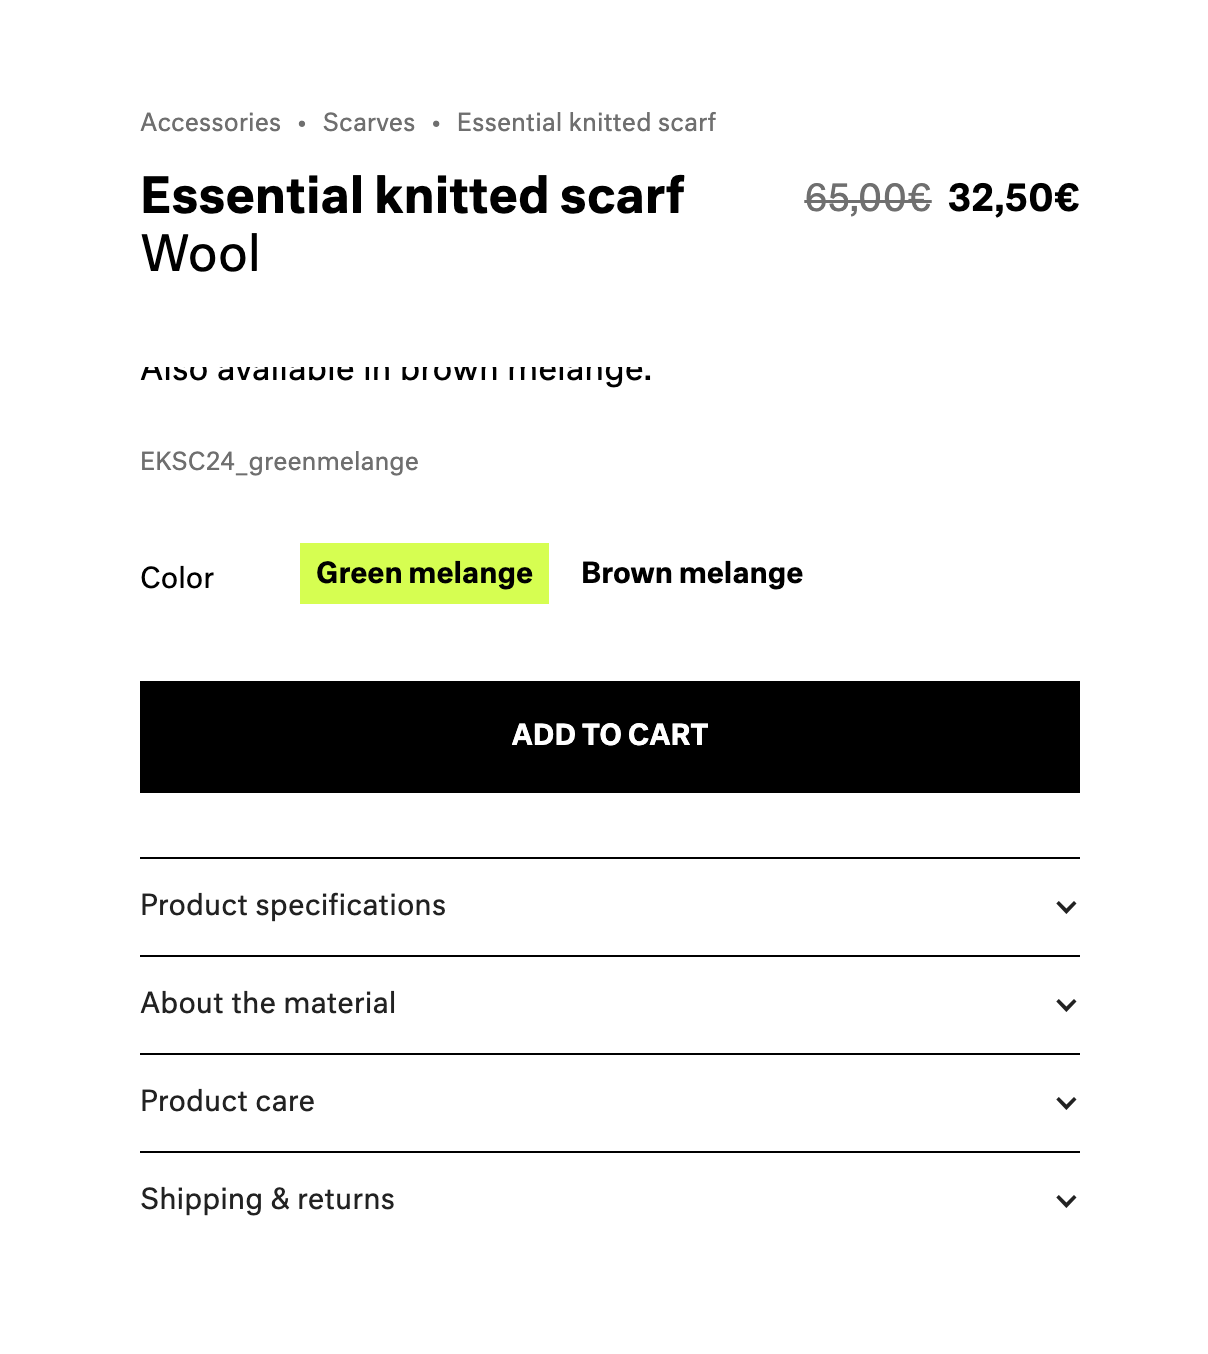 Accessories • Scarves • Essential knitted scarf
Essential knitted scarf 65,00€ 32,50€
Wool
Also available in brown melange.
EKSC24_greenmelange
Color Green melange Brown melange
ADD TO CART
Product specifications
About the material
Product care
Shipping & returns